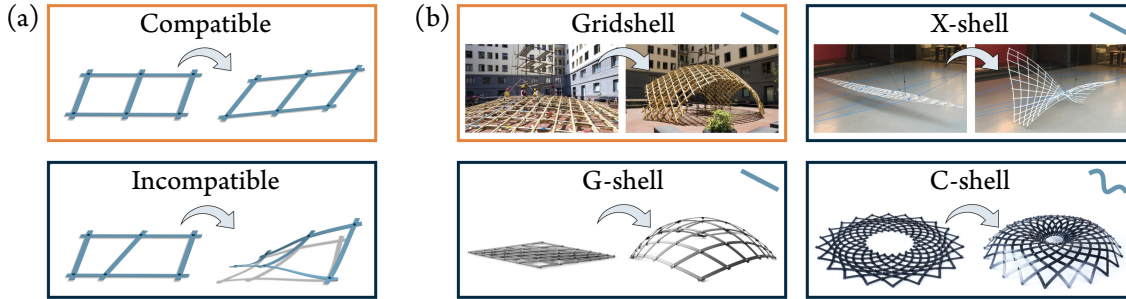 (a)
Compatible
Incompatible
(b)
Gridshell
X-shell
G-shell
C-shell